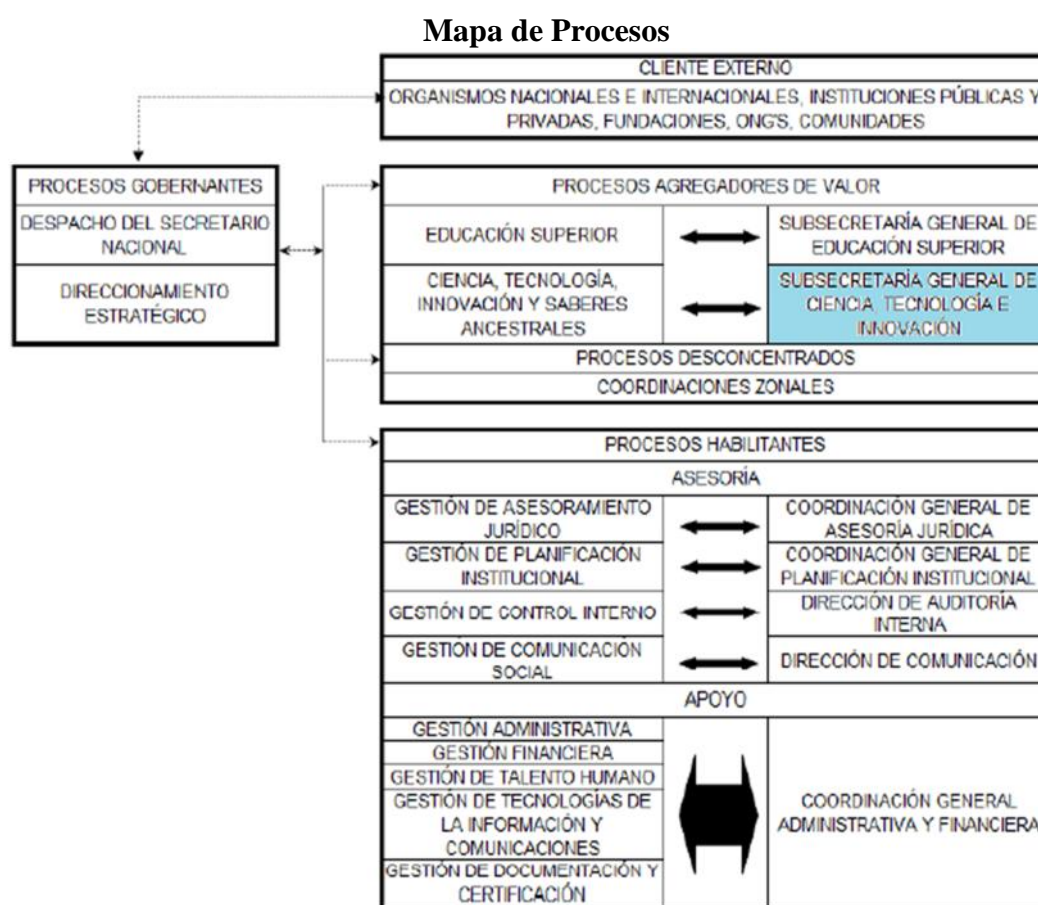 Mapa de Procesos
CLIENTE EXTERNO
ORGANISMOS NACIONALES E INTERNACIONALES, INSTITUCIONES PÚBLICAS Y
PRIVADAS, FUNDACIONES, ONG'S, COMUNIDADES
PROCESOS GOBERNANTES
DESPACHO DEL SECRETARIO
NACIONAL
DIRECCIONAMIENTO
ESTRATÉGICO
PROCESOS AGREGADORES DE VALOR
EDUCACIÓN SUPERIOR
SUBSECRETARÍA GENERAL DE
EDUCACIÓN SUPERIOR
CIENCIA, TECNOLOGÍA,
INNOVACIÓN Y SABERES
ANCESTRALES
SUBSECRETARÍA GENERAL DE
CIENCIA, TECNOLOGÍA E
INNOVACIÓN
PROCESOS DESCONCENTRADOS
COORDINACIONES ZONALES
PROCESOS HABILITANTES
ASESORÍA
GESTIÓN DE ASESORAMIENTO
JURÍDICO
COORDINACIÓN GENERAL DE
ASESORÍA JURÍDICA
GESTIÓN DE PLANIFICACIÓN
INSTITUCIONAL
COORDINACIÓN GENERAL DE
PLANIFICACIÓN INSTITUCIONAL
GESTIÓN DE CONTROL INTERNO
DIRECCIÓN DE AUDITORÍA
INTERNA
GESTIÓN DE COMUNICACIÓN
SOCIAL
DIRECCIÓN DE COMUNICACIÓN
APOYO
GESTIÓN ADMINISTRATIVA
GESTIÓN FINANCIERA
GESTIÓN DE TALENTO HUMANO
GESTIÓN DE TECNOLOGÍAS DE
LA INFORMACIÓN Y
COMUNICACIONES
GESTIÓN DE DOCUMENTACIÓN Y
CERTIFICACIÓN
COORDINACIÓN GENERAL
ADMINISTRATIVA Y FINANCIERA